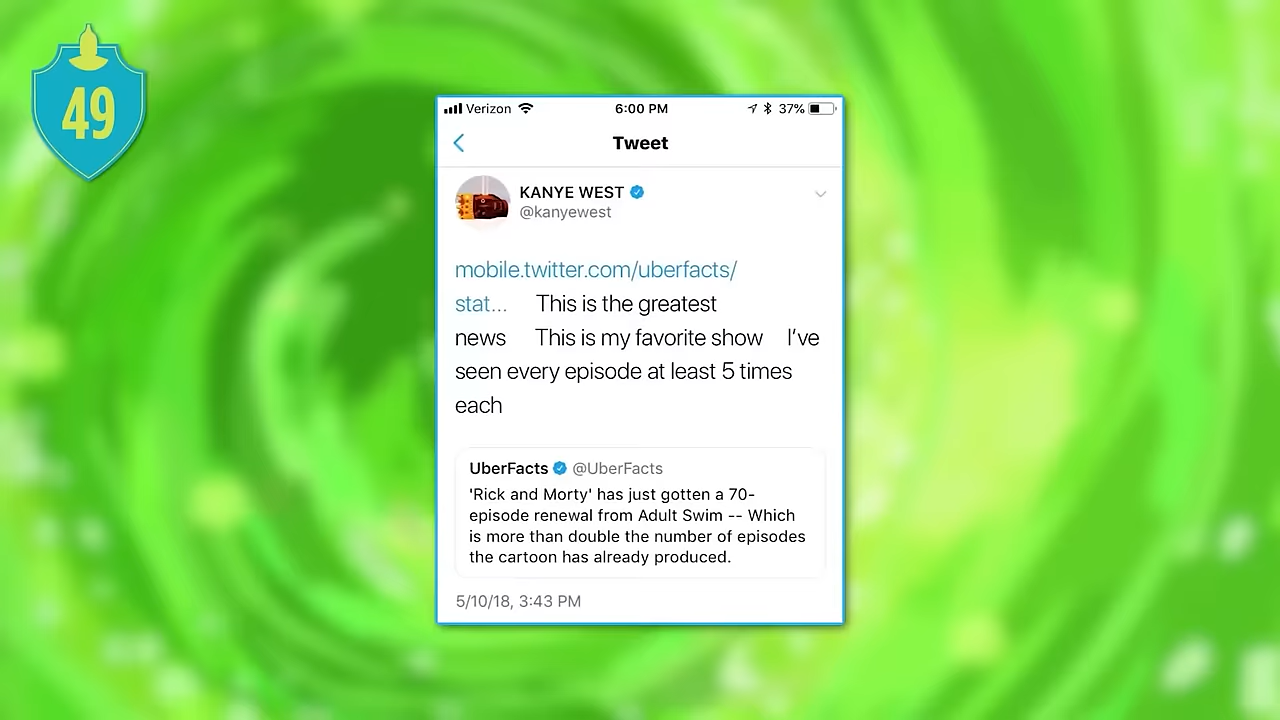 49
Verizon 6:00 PM 37%
Tweet
KANYE WEST
@kanyewest
mobile.twitter.com/uberfacts/
stat... This is the greatest
news This is my favorite show I've
seen every episode at least 5 times
each
UberFacts @UberFacts
'Rick and Morty' has just gotten a 70-
episode renewal from Adult Swim -- Which
is more than double the number of episodes
the cartoon has already produced.
5/10/18, 3:43 PM